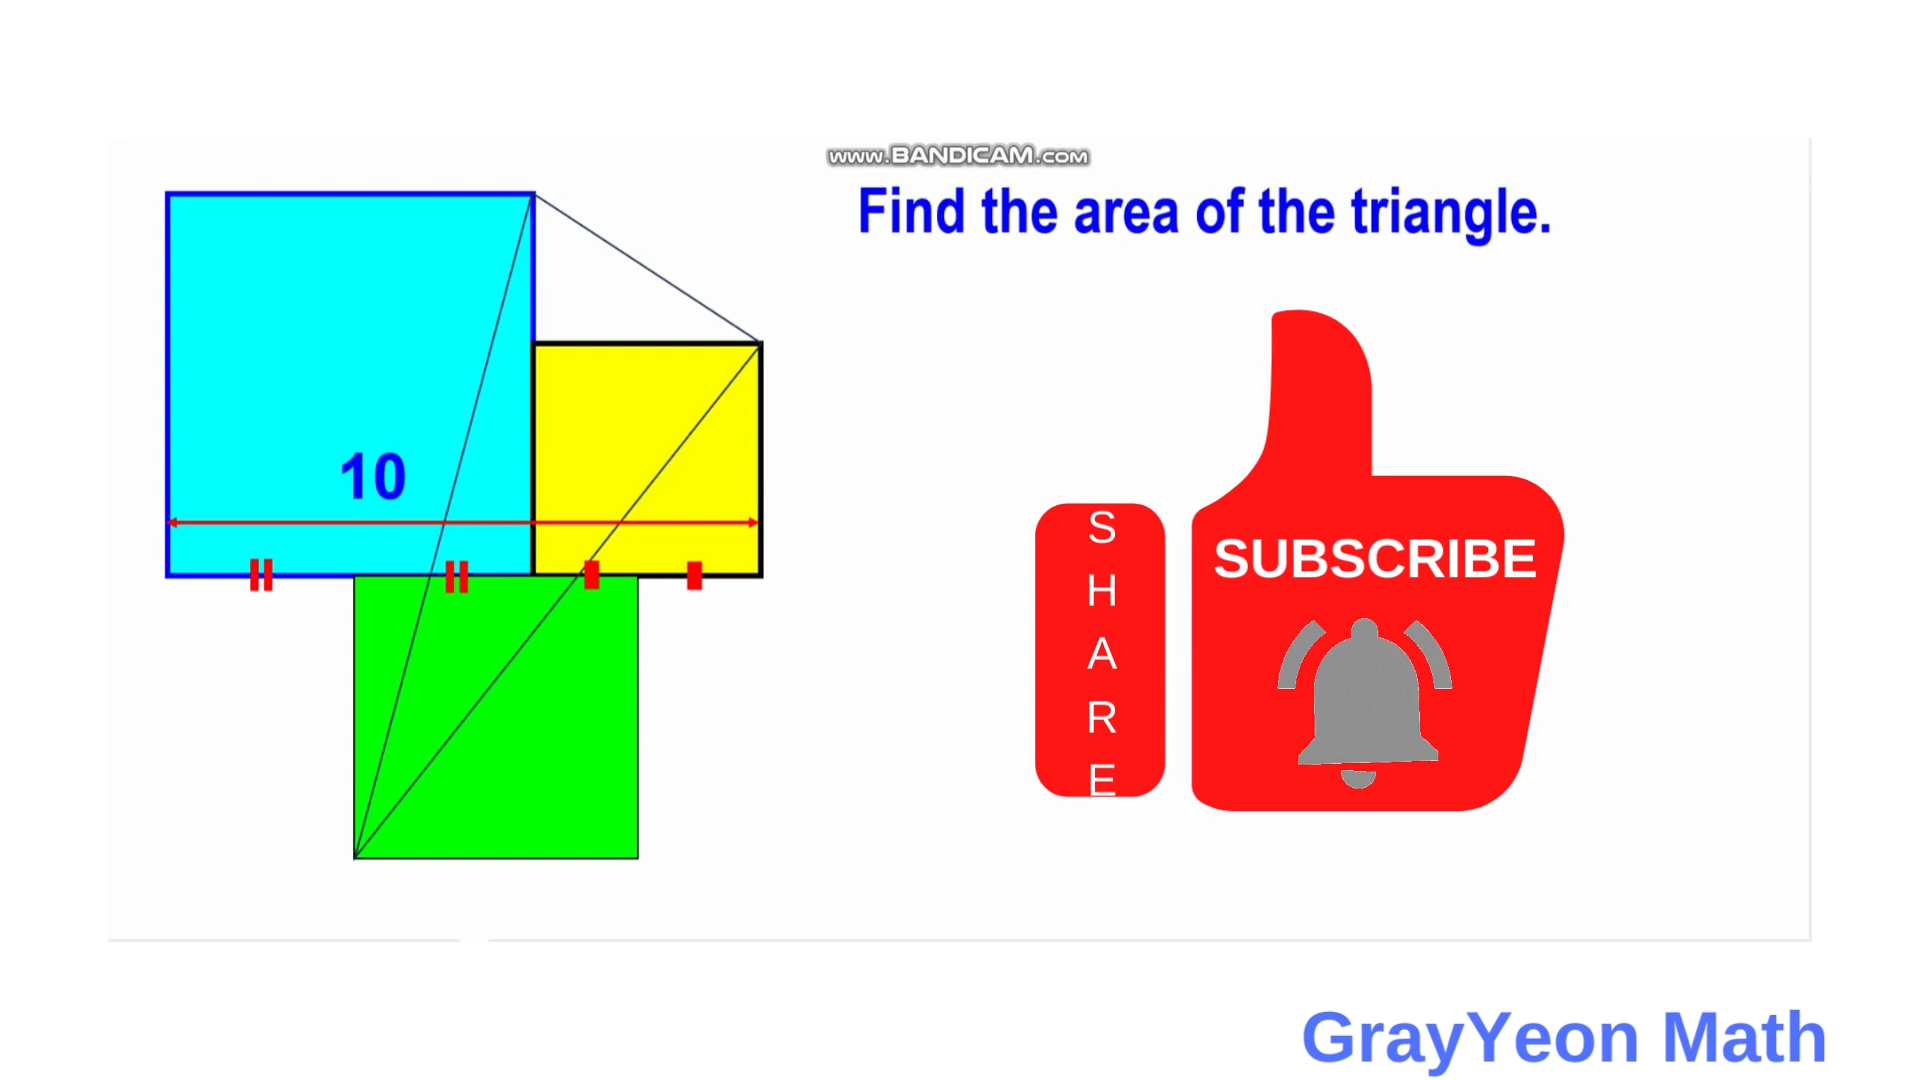 www.BANDICAM.com
Find the area of the triangle.
10
S
H
A
R
E
SUBSCRIBE
GrayYeon Math